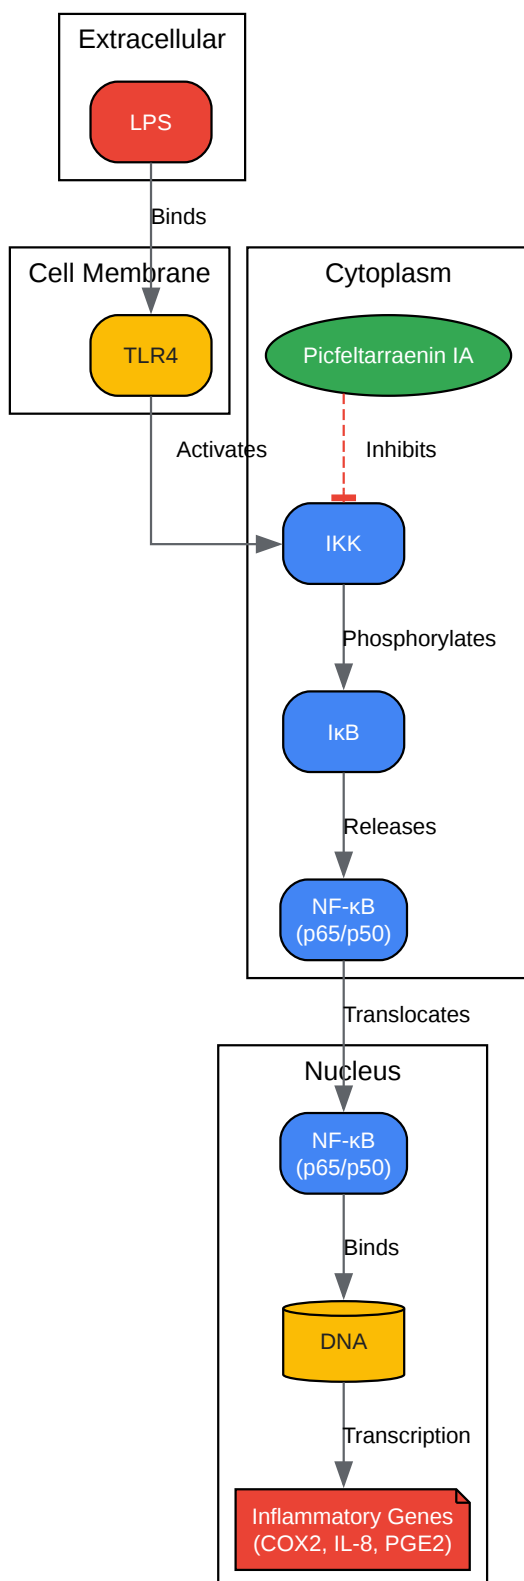 Extracellular
LPS
Binds
Cell Membrane
TLR4
Cytoplasm
Picfeltarraenin IA
Activates
Inhibits
IKK
Phosphorylates
IκB
Releases
NF-κB
(p65/p50)
Translocates
Nucleus
NF-κB
(p65/p50)
Binds
DNA
Transcription
Inflammatory Genes
(COX2, IL-8, PGE2)